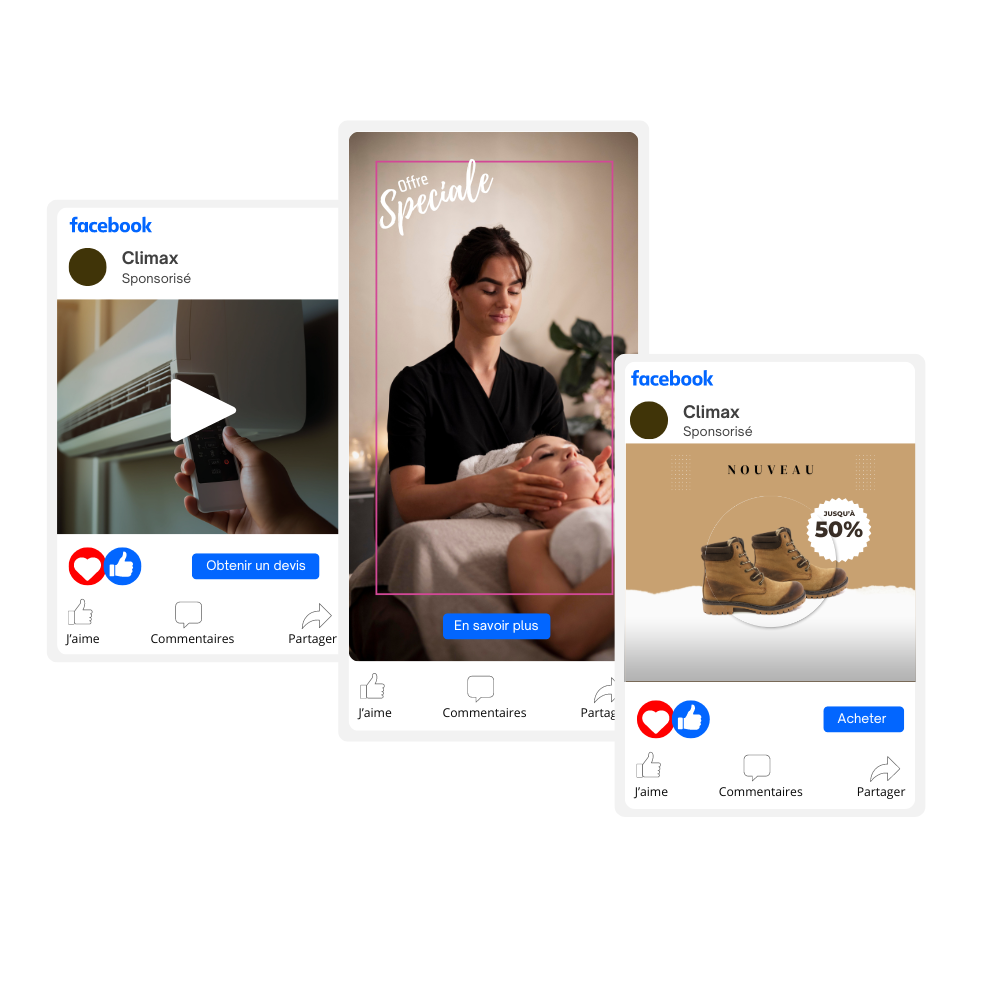 facebook
Climax
Sponsorisé
Obtenir un devis
J'aime
Commentaires
Partager
Offre
Speciale
En savoir plus
J'aime
Commentaires
Partag
facebook
Climax
Sponsorisé
NOUVEAU
JUSQU'À
50%
Acheter
J'aime
Commentaires
Partager